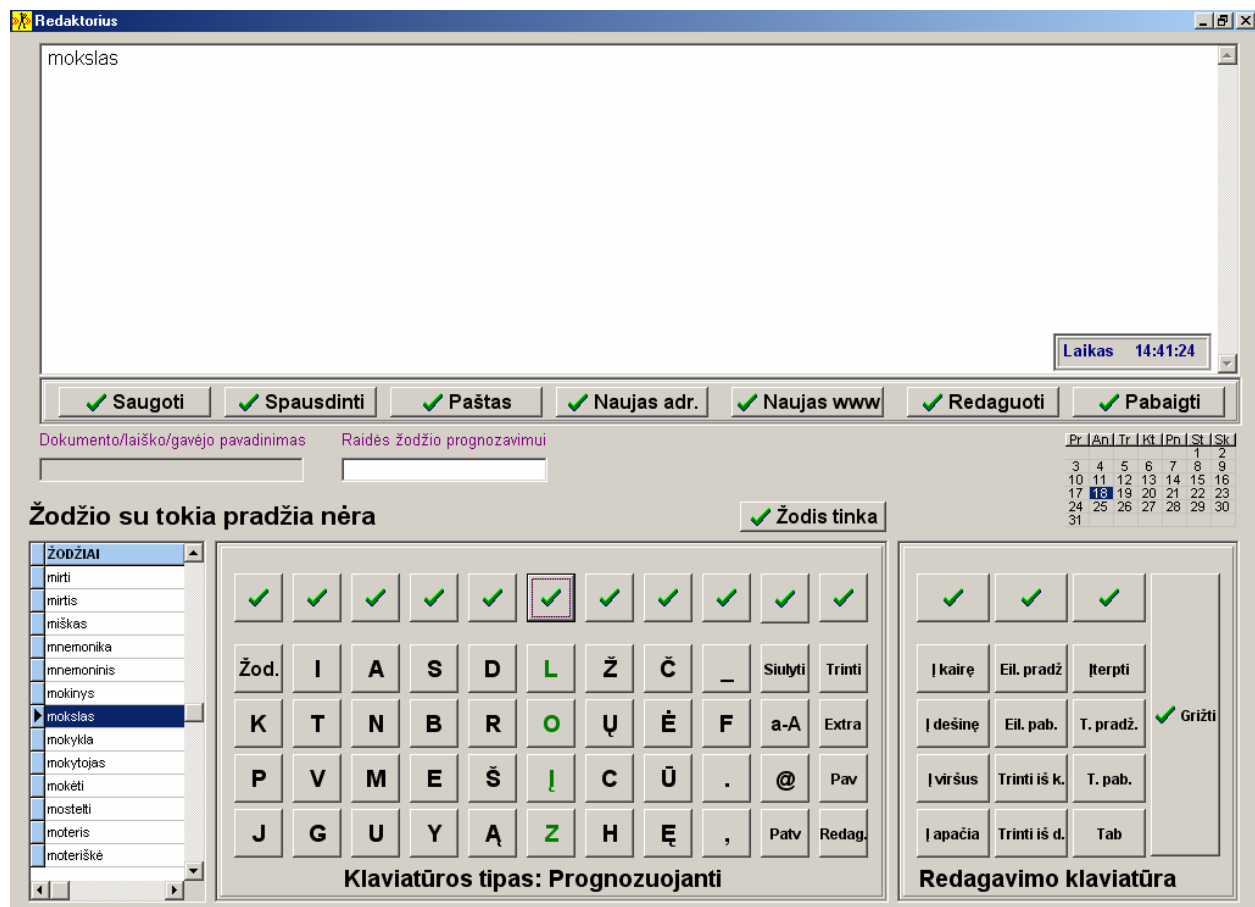 Redaktorius
mokslas
Laikas 14:41:24
Saugoti Spausdinti Paštas Naujas adr. Naujas www Redaguoti Pabaigti
Dokumento/laiško/gavėjo pavadinimas Raidės žodžio prognozavimui
Pr An Tr Kt Pn St Sk
1 2
3 4 5 6 7 8 9
10 11 12 13 14 15 16
17 18 19 20 21 22 23
24 25 26 27 28 29 30
31
Žodžio su tokia pradžia nėra
Žodis tinka
ŽODŽIAI
mirti
mirtis
miškas
mnemonika
mnemoninis
mokinys
mokslas
mokykla
mokytojas
mokėti
mostelti
moteris
moteriškė
Žod. I A S D L Ž Č _ Siulyti Trinti
K T N B R O Ų Ė F a-A Extra
P V M E Š Į C Ū . @ Pav
J G U Y Ą Z H Ę , Patv Redag.
Klaviatūros tipas: Prognozuojanti
Į kairę Eil. pradž Įterpti
Į dešinę Eil. pab. T. pradž.
Į viršus Trinti iš k. T. pab.
Į apačia Trinti iš d. Tab
Grižti
Redagavimo klaviatūra